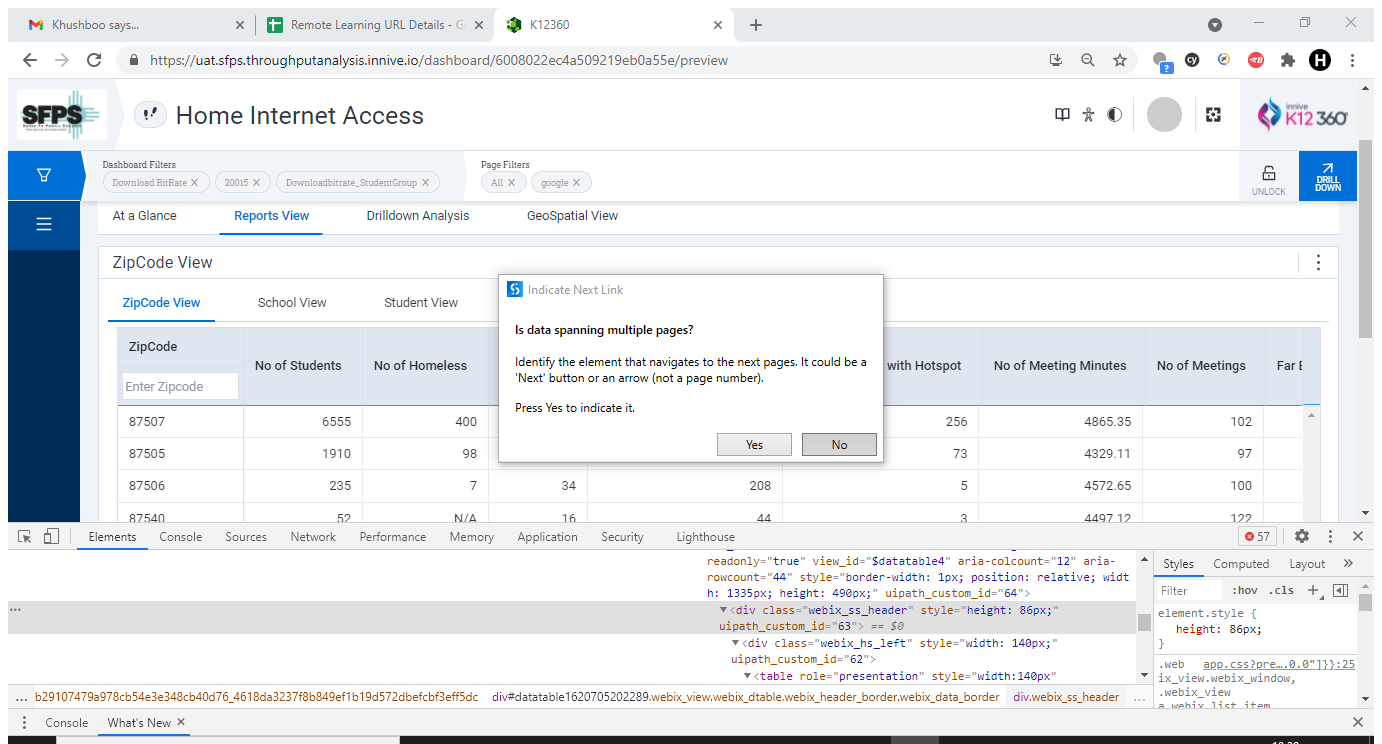 Khushboo says...
Remote Learning URL Details - G
K12360
https://uat.sfps.throughputanalysis.innive.io/dashboard/6008022ec4a509219eb0a55e/preview
SFPS
Home Internet Access
innive
K12 360°
Dashboard Filters
Page Filters
Download BitRate
20015
Downloadbitrate_StudentGroup
All
google
UNLOCK
DRILL
DOWN
At a Glance
Reports View
Drilldown Analysis
GeoSpatial View
ZipCode View
ZipCode View
School View
Student View
Indicate Next Link
Is data spanning multiple pages?
Identify the element that navigates to the next pages. It could be a
'Next' button or an arrow (not a page number).
Press Yes to indicate it.
Yes
No
ZipCode
No of Students
No of Homeless
with Hotspot
No of Meeting Minutes
No of Meetings
Far E
Enter Zipcode
87507 6555 400 256 4865.35 102
87505 1910 98 73 4329.11 97
87506 235 7 34 208 5 4572.65 100
87540 52 N/A 16 44 3 4497.12 122
Elements Console Sources Network Performance Memory Application Security Lighthouse 57
readonly="true" view_id="$datatable4" aria-colcount="12" aria-
rowcount="44" style="border-width: 1px; position: relative; widt
h: 1335px; height: 490px;" uipath_custom_id="64">
<div class="webix_ss_header" style="height: 86px;"
uipath_custom_id="63"> == $0
<div class="webix_hs_left" style="width: 140px;"
uipath_custom_id="62">
<table role="presentation" style="width:140px"
Styles Computed Layout
Filter :hov .cls
element.style {
height: 86px;
}
.web app.css?pre….0.0"]}}:25
ix_view.webix_window,
.webix_view
a.webix_list_item
... b29107479a978cb54e3e348cb40d76_4618da3237f8b849ef1b19d572dbefcbf3eff5dc div#datatable1620705202289.webix_view.webix_dtable.webix_header_border.webix_data_border div.webix_ss_header ...
Console What's New